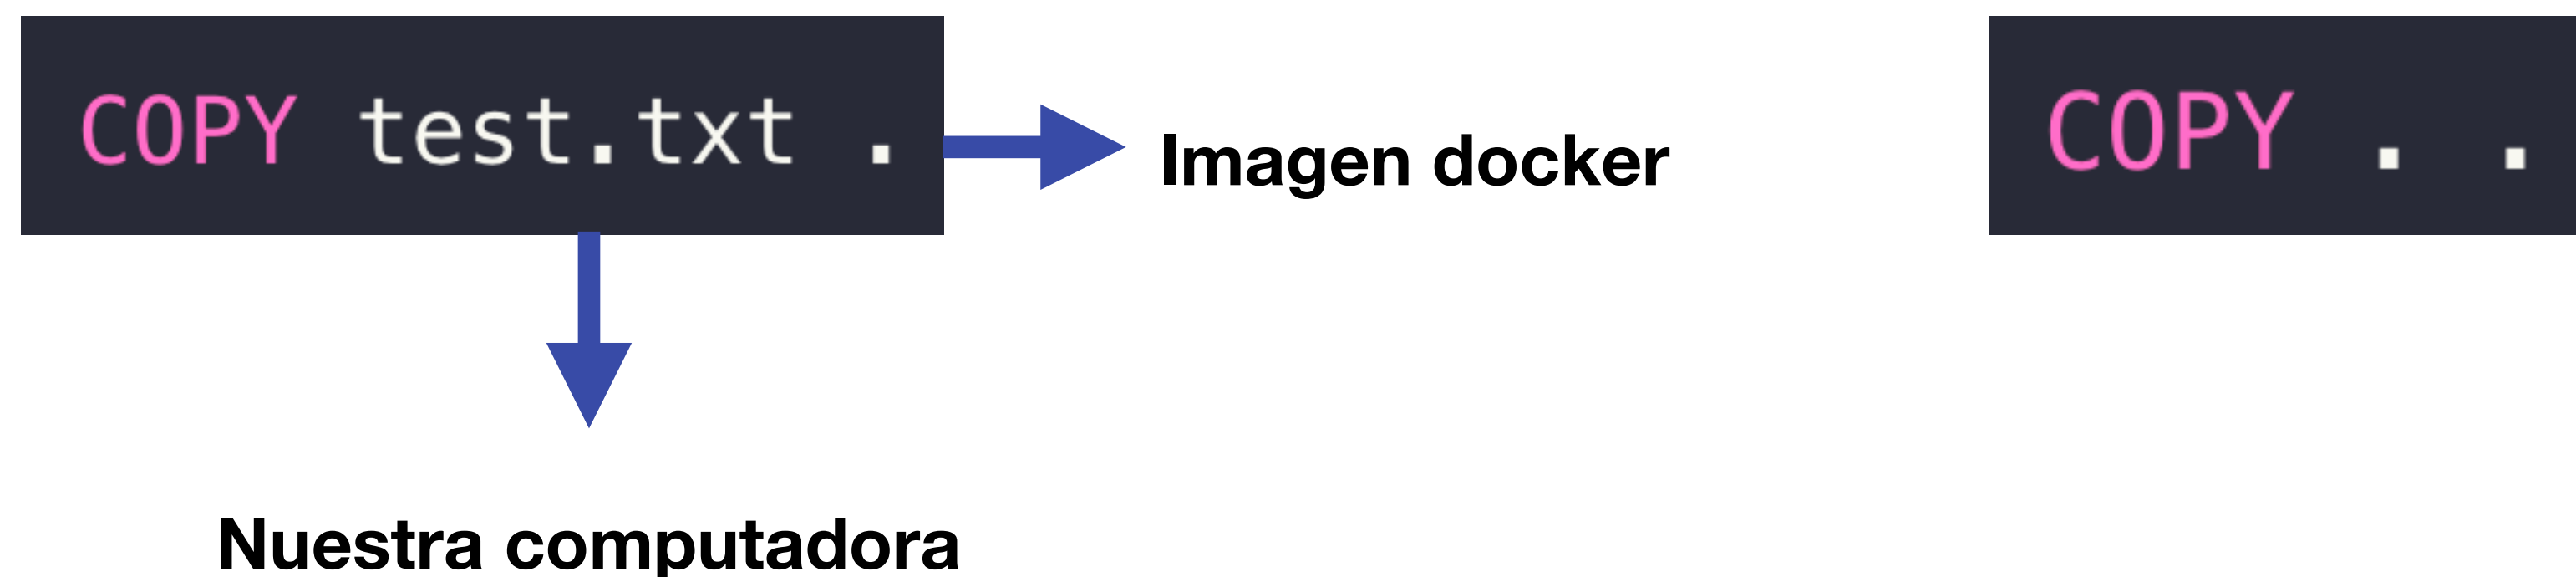 COPY test.txt .
Imagen docker
COPY . .
Nuestra computadora